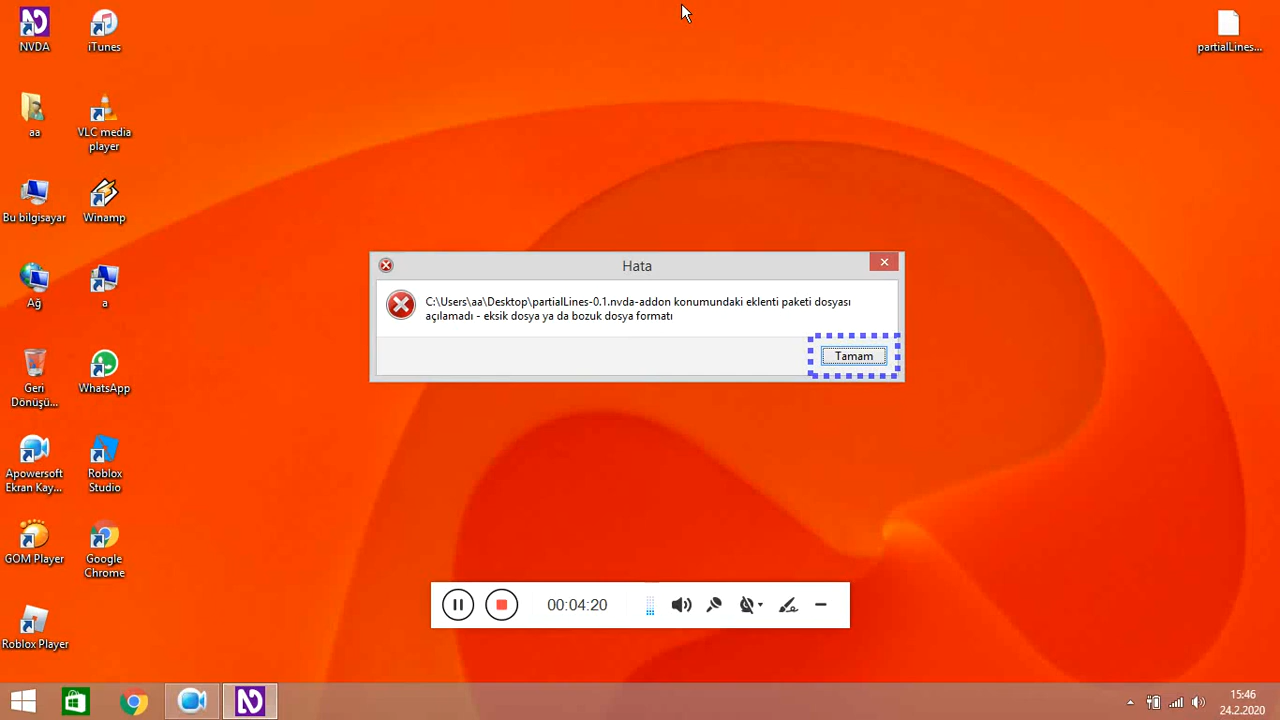 NVDA
iTunes
partialLines...
aa
VLC media
player
Bu bilgisayar
Winamp
Hata
C:\Users\aa\Desktop\partialLines-0.1.nvda-addon konumundaki eklenti paketi dosyası
açılamadı - eksik dosya ya da bozuk dosya formatı
Tamam
Ağ
a
Geri
Dönüşü...
WhatsApp
Apowersoft
Ekran Kay...
Roblox
Studio
GOM Player
Google
Chrome
Roblox Player
00:04:20
15:46
24.2.2020